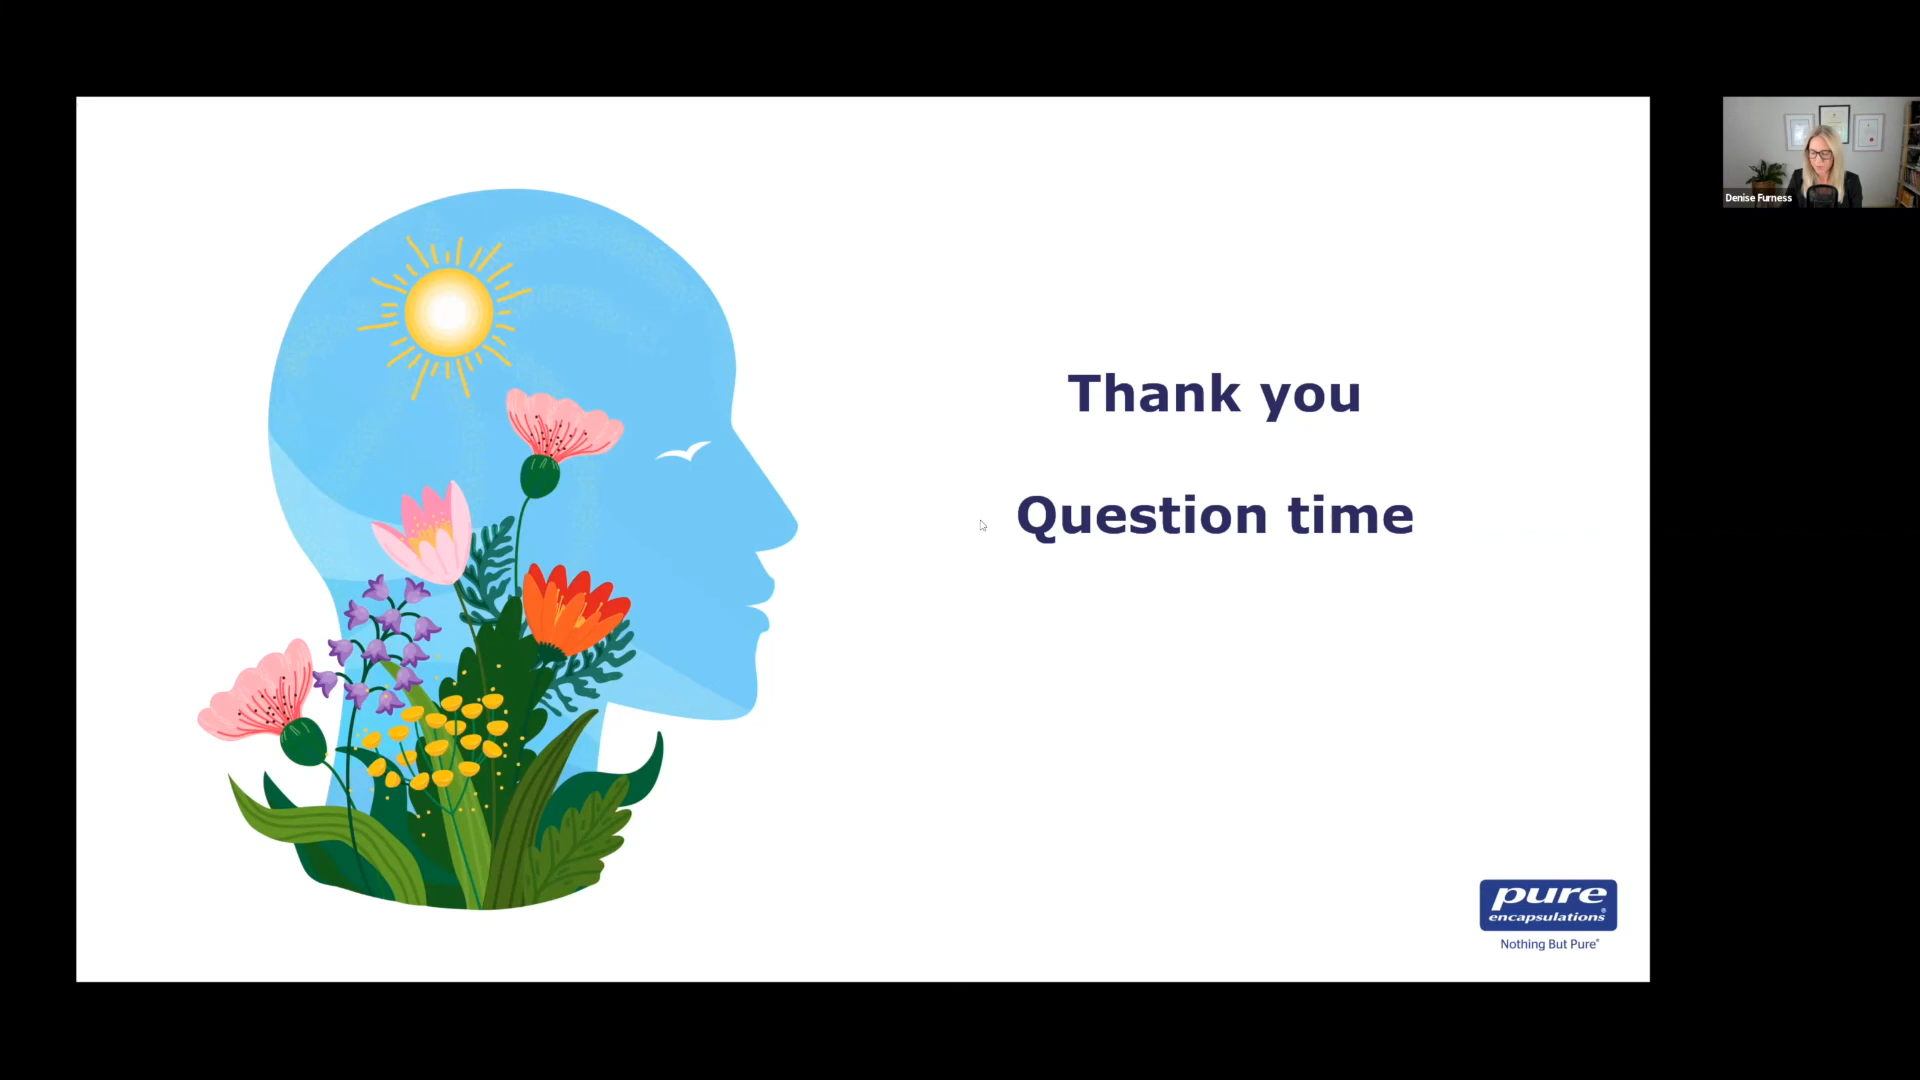 Thank you
Question time
Denise Furness
pure
encapsulations®
Nothing But Pure®